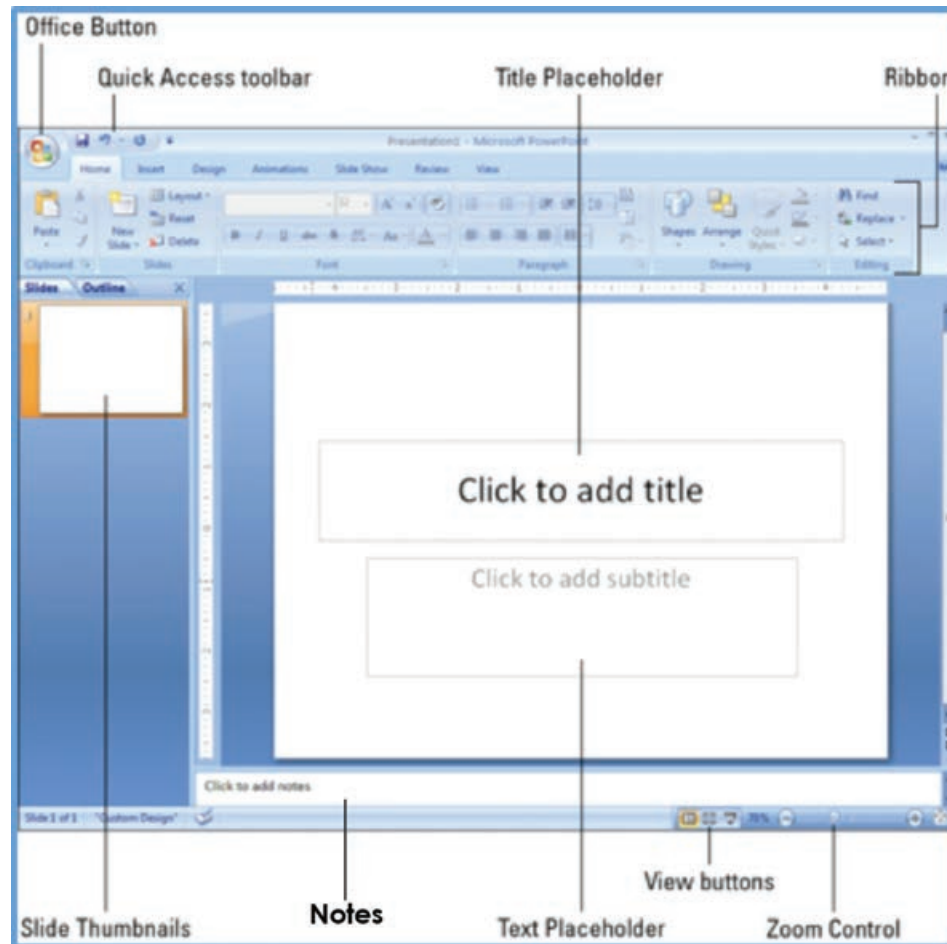 Office Button
Quick Access toolbar
Title Placeholder
Ribbon
Presentation1 - Microsoft PowerPoint
Home Insert Design Animations Slide Show Review View
Paste
New Slide
Layout
Reset
Delete
Shapes Arrange Quick Styles
Find
Replace
Select
Clipboard Slides Font Paragraph Drawing Editing
Slides Outline
1
Click to add title
Click to add subtitle
Click to add notes
Slide 1 of 1 "Custom Design"
View buttons
Slide Thumbnails
Notes
Text Placeholder
Zoom Control